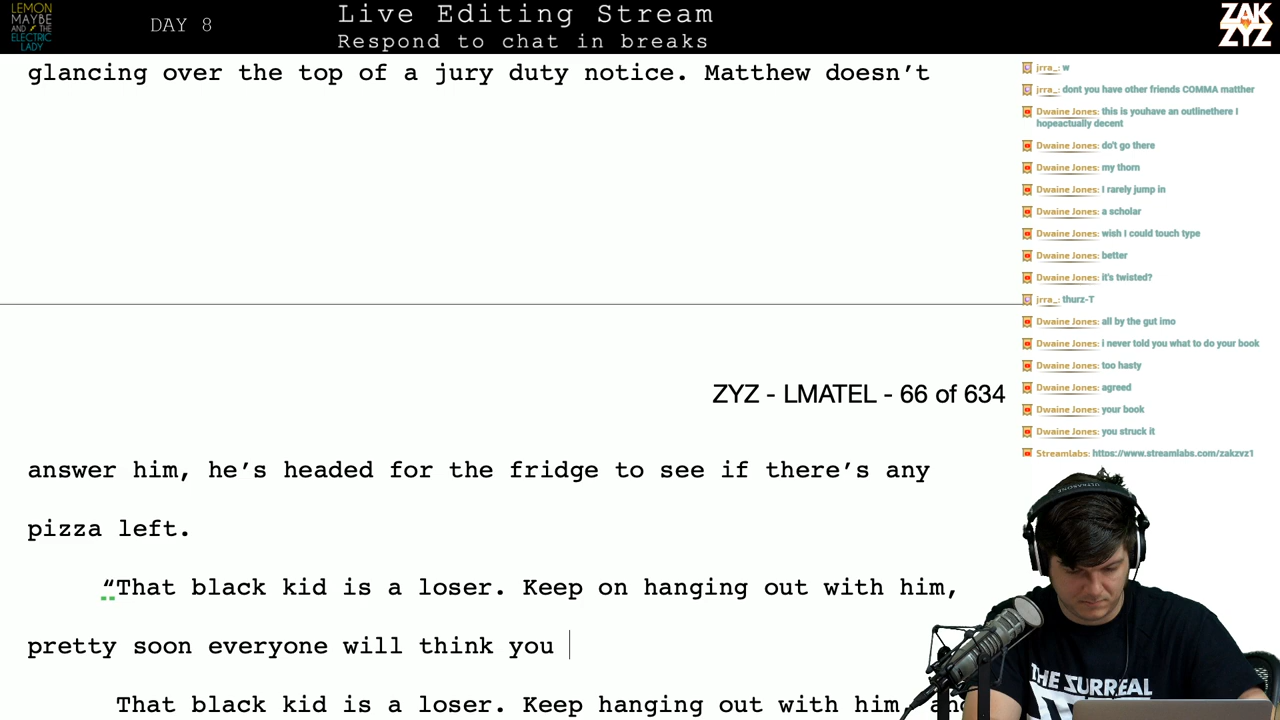 LEMON
MAYBE
AND THE
ELECTRIC
LADY
DAY 8
Live Editing Stream
Respond to chat in breaks
ZAK
ZYZ
glancing over the top of a jury duty notice. Matthew doesn’t
ZYZ - LMATEL - 66 of 634
answer him, he’s headed for the fridge to see if there’s any
pizza left.
“That black kid is a loser. Keep on hanging out with him,
pretty soon everyone will think you
That black kid is a loser. Keep hanging out with him, and
jrra_: w
jrra_: dont you have other friends COMMA matther
Dwaine Jones: this is youhave an outlinethere I
hopeactually decent
Dwaine Jones: do't go there
Dwaine Jones: my thorn
Dwaine Jones: I rarely jump in
Dwaine Jones: a scholar
Dwaine Jones: wish I could touch type
Dwaine Jones: better
Dwaine Jones: it's twisted?
jrra_: thurz-T
Dwaine Jones: all by the gut imo
Dwaine Jones: i never told you what to do your book
Dwaine Jones: too hasty
Dwaine Jones: agreed
Dwaine Jones: your book
Dwaine Jones: you struck it
Streamlabs: https://www.streamlabs.com/zakzyz1
ULTRASONE
THE SURREAL